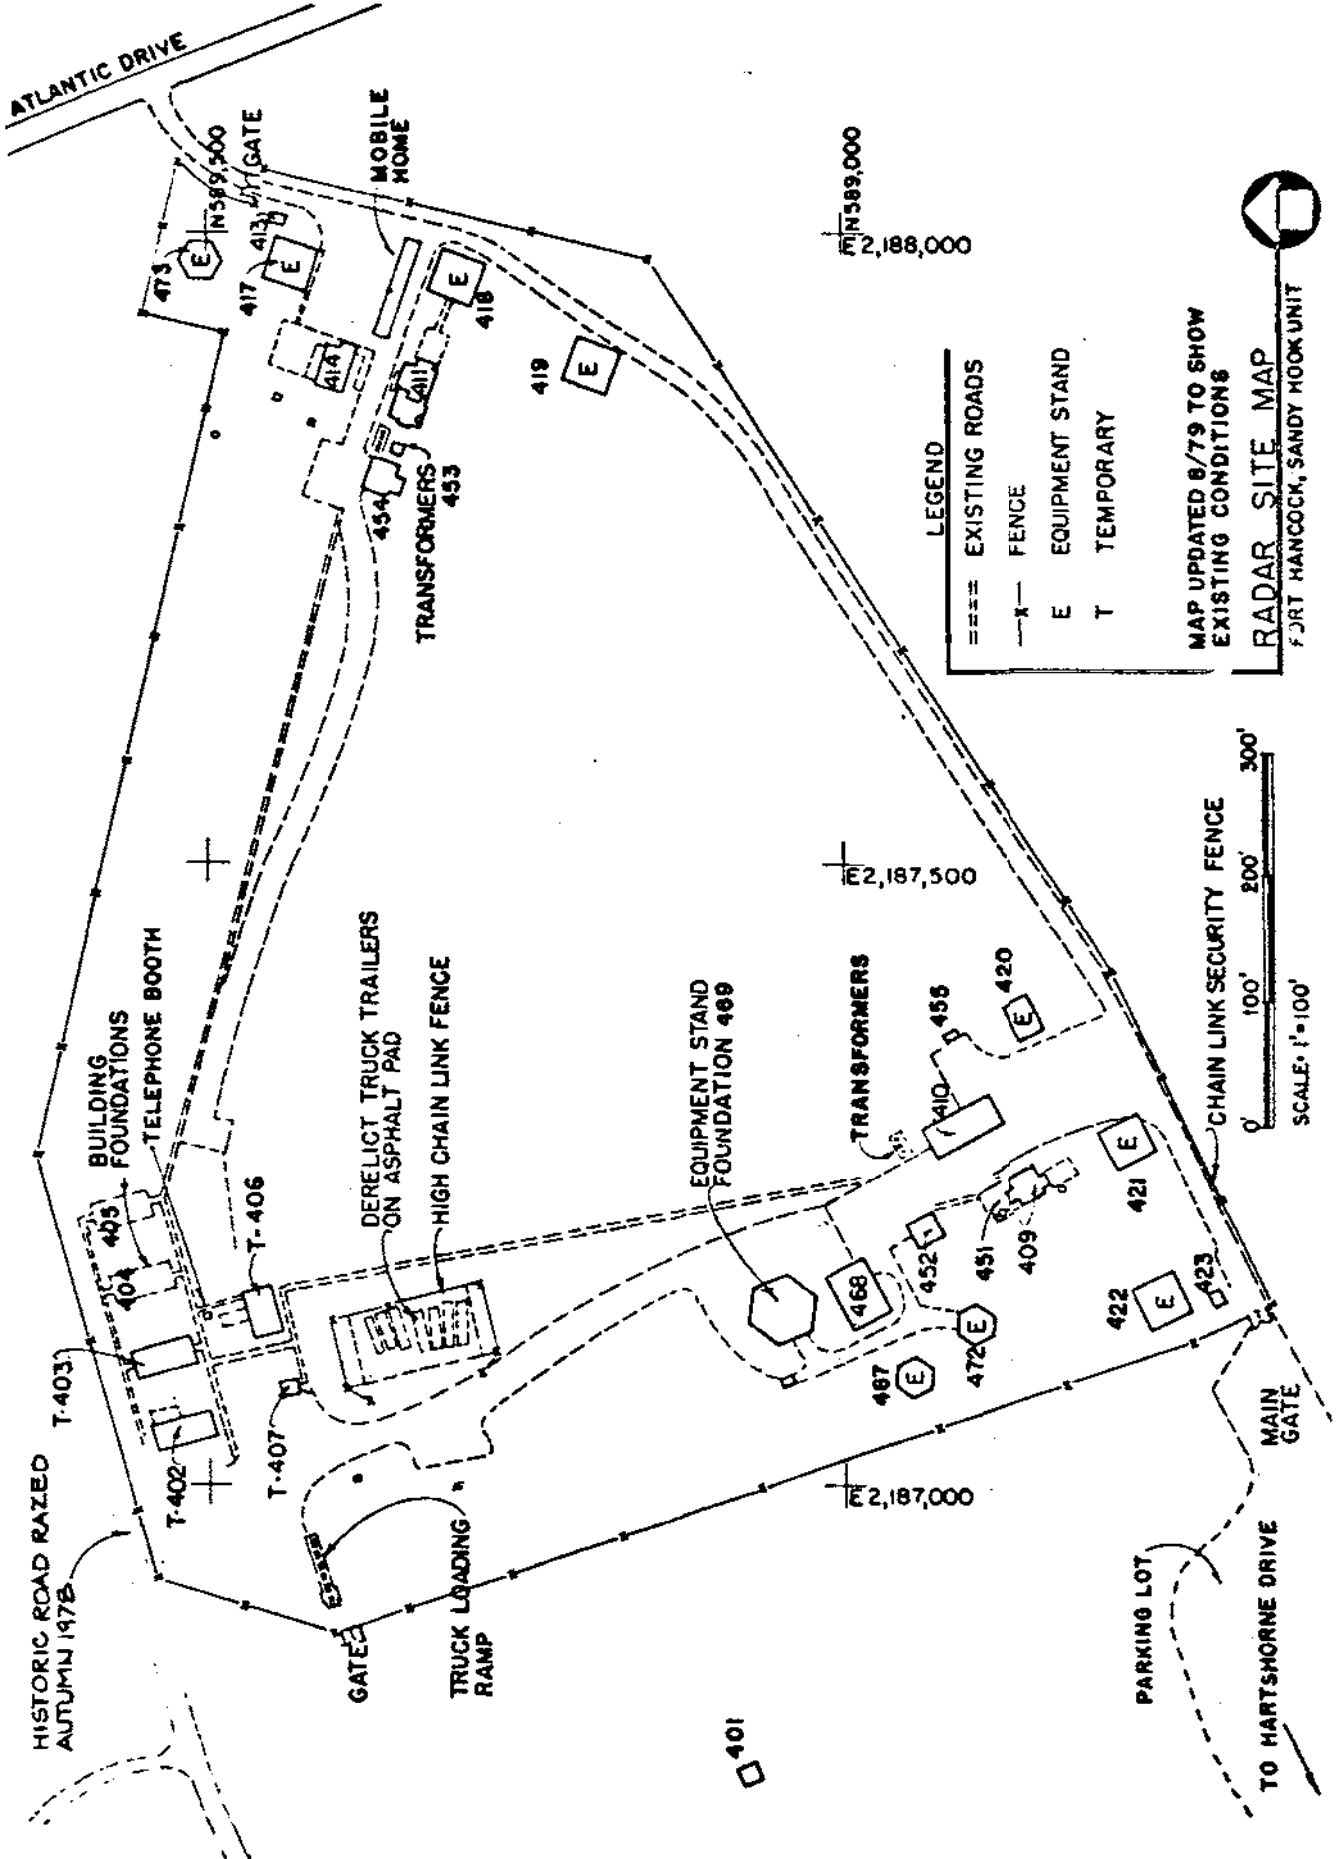 HISTORIC ROAD RAZED
AUTUMN 1978
T-403
T-402
404
405
BUILDING
FOUNDATIONS
TELEPHONE BOOTH
T-406
T-407
GATE
TRUCK LOADING
RAMP
DERELICT TRUCK TRAILERS
ON ASPHALT PAD
HIGH CHAIN LINK FENCE
401
ATLANTIC DRIVE
473
E
N589,500
GATE
413
417
E
MOBILE
HOME
414
411
E
418
454
TRANSFORMERS
453
419
E
N589,000
E 2,188,000
E2,187,500
E2,187,000
EQUIPMENT STAND
FOUNDATION 469
TRANSFORMERS
455
420
E
410
468
452
451
409
467
E
472
E
421
E
422
E
423
MAIN
GATE
PARKING LOT
TO HARTSHORNE DRIVE
CHAIN LINK SECURITY FENCE
0' 100' 200' 300'
SCALE: 1"=100'
LEGEND
EXISTING ROADS
FENCE
E EQUIPMENT STAND
T TEMPORARY
MAP UPDATED 8/79 TO SHOW
EXISTING CONDITIONS
RADAR SITE MAP
FORT HANCOCK, SANDY HOOK UNIT